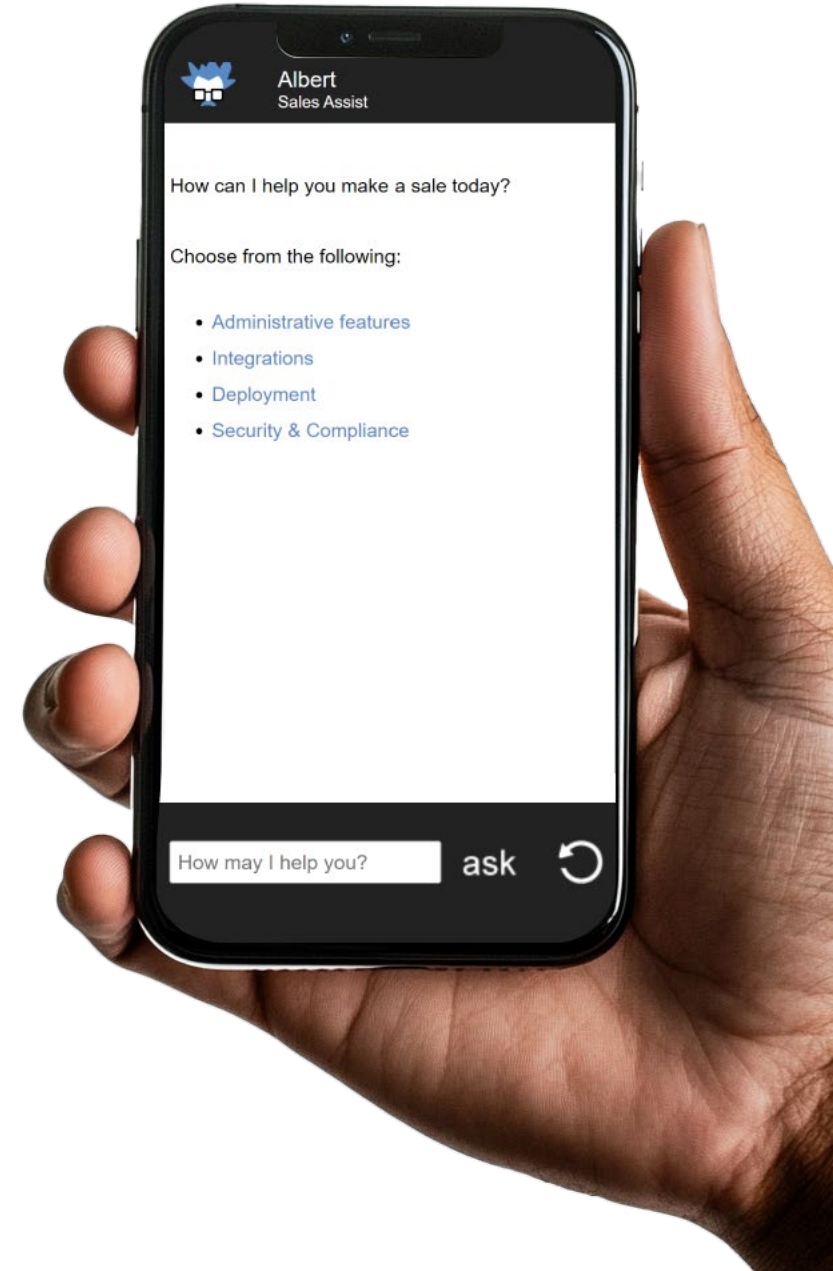 Albert
Sales Assist
How can I help you make a sale today?
Choose from the following:
Administrative features
Integrations
Deployment
Security & Compliance
How may I help you?
ask